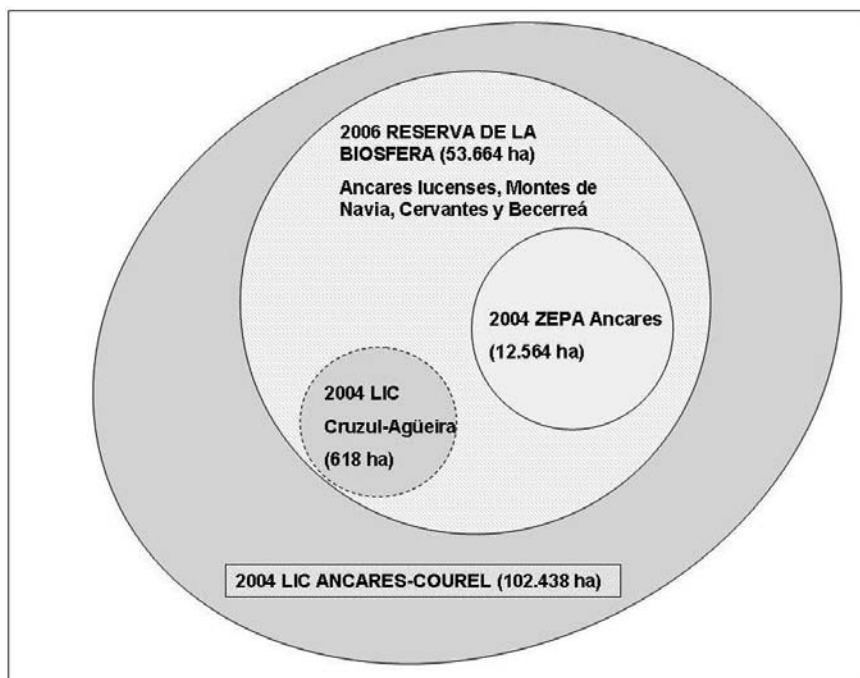 2006 RESERVA DE LA
BIOSFERA (53.664 ha)
Ancares lucenses, Montes de
Navia, Cervantes y Becerreá
2004 ZEPA Ancares
(12.564 ha)
2004 LIC
Cruzul-Agüeira
(618 ha)
2004 LIC ANCARES-COUREL (102.438 ha)